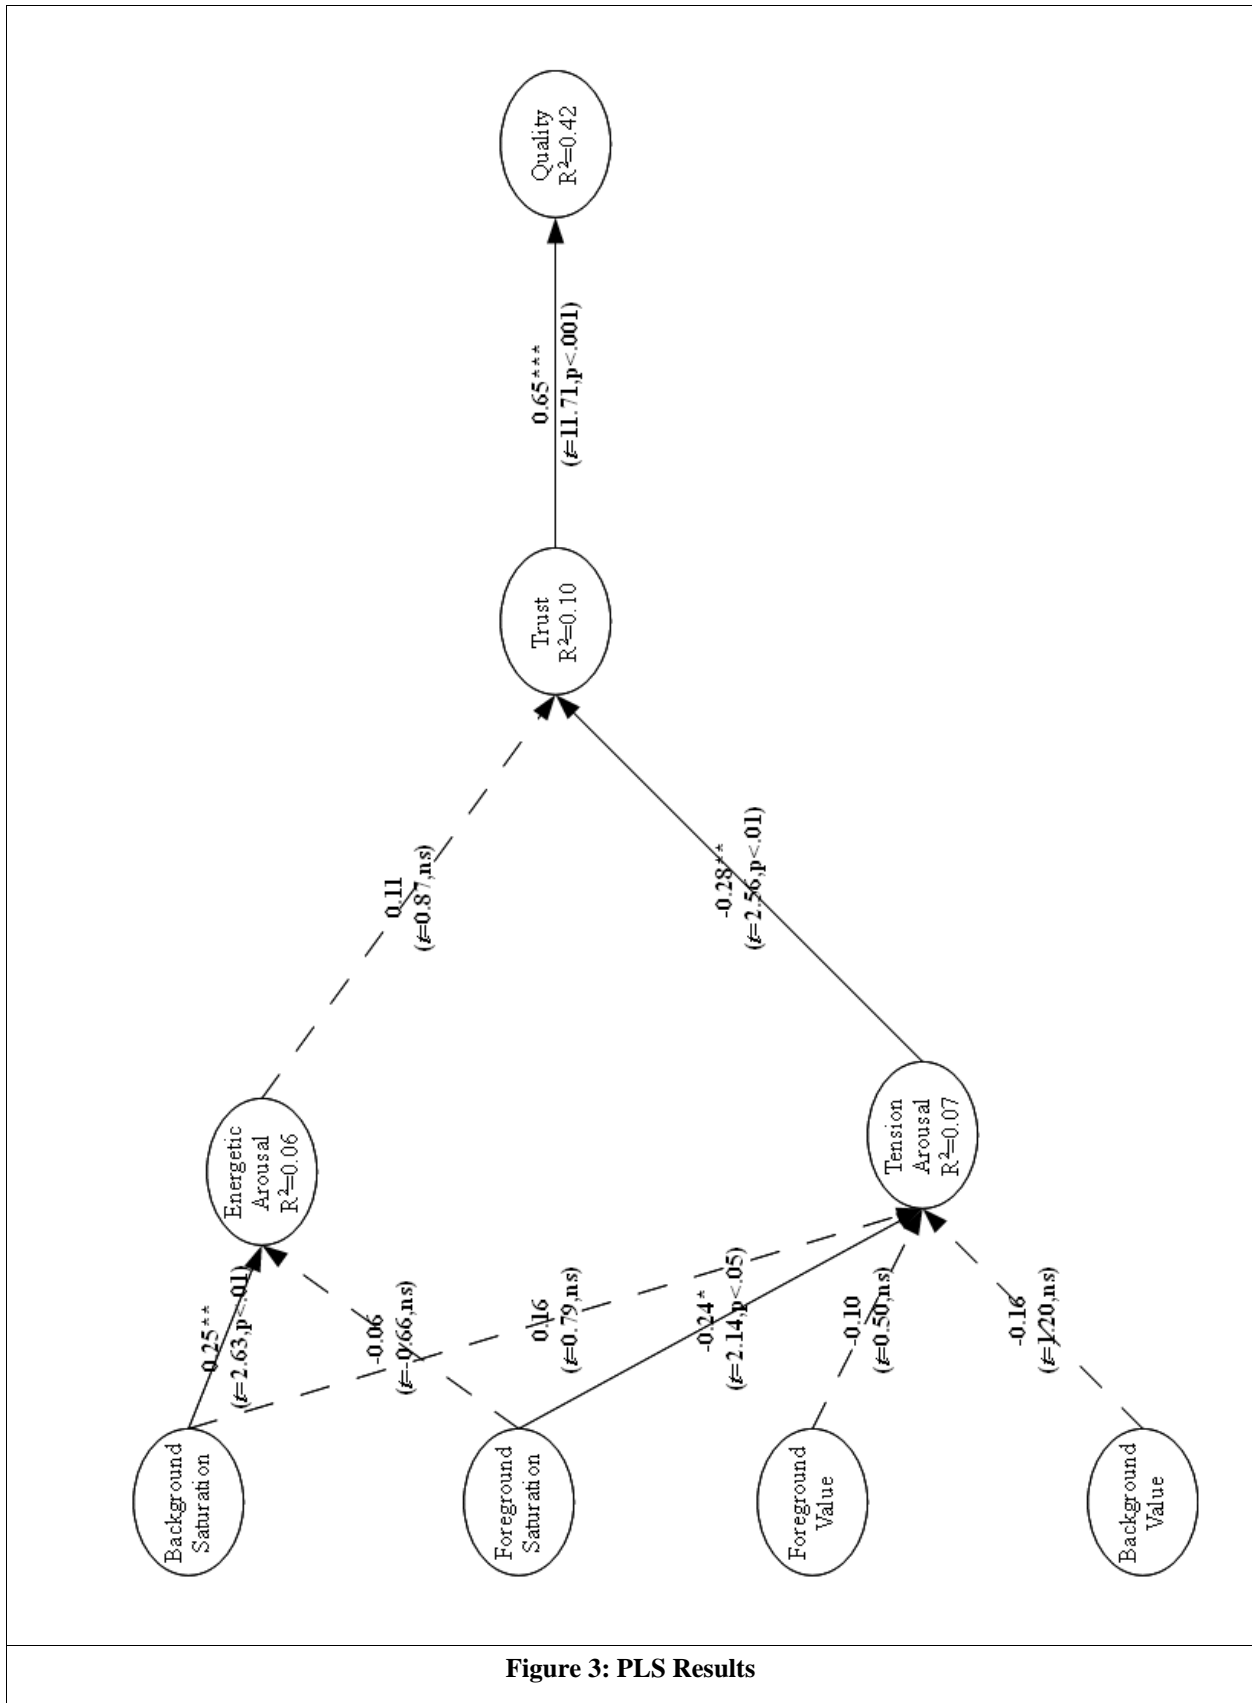 Background
Saturation
Foreground
Saturation
Foreground
Value
Background
Value
0.25**
(t=2.63,p<.01)
-0.06
(t=-0.66,ns)
0.16
(t=0.79,ns)
-0.24*
(t=2.14,p<.05)
-0.10
(t=0.50,ns)
-0.16
(t=1.20,ns)
Energetic
Arousal
R²=0.06
Tension
Arousal
R²=0.07
0.11
(t=0.87,ns)
-0.28**
(t=2.56,p<.01)
Trust
R²=0.10
0.65***
(t=11.71,p<.001)
Quality
R²=0.42
Figure 3: PLS Results